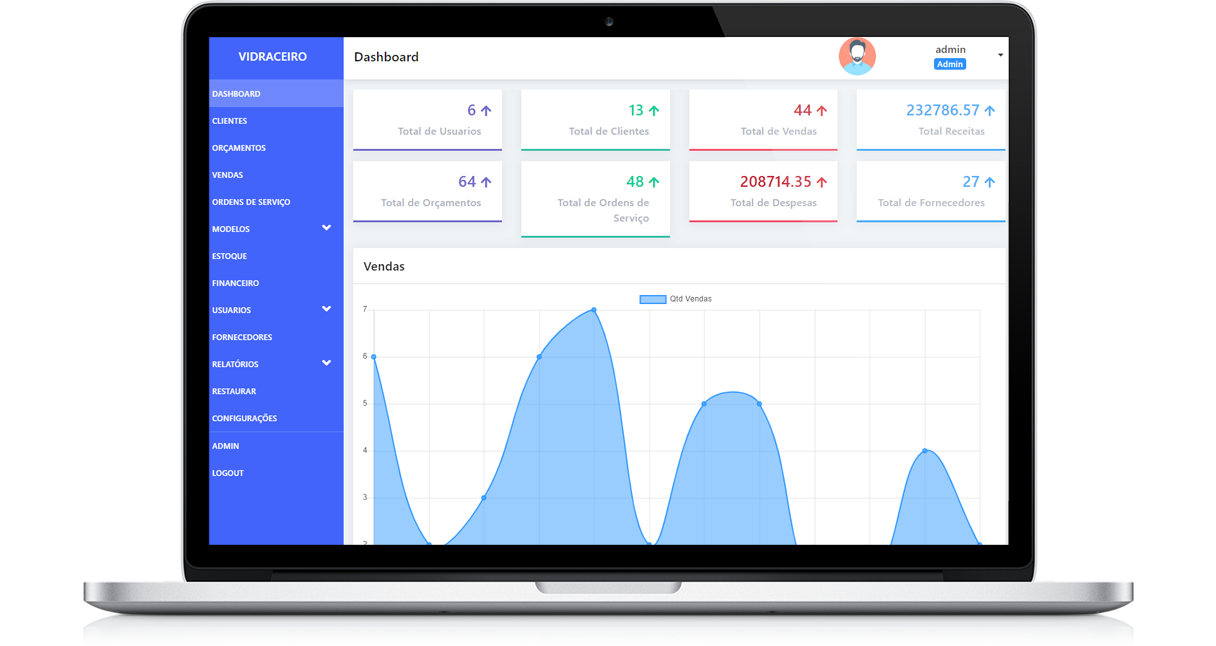 VIDRACEIRO
Dashboard
admin
Admin
DASHBOARD
CLIENTES
ORÇAMENTOS
VENDAS
ORDENS DE SERVIÇO
MODELOS
ESTOQUE
FINANCEIRO
USUARIOS
FORNECEDORES
RELATÓRIOS
RESTAURAR
CONFIGURAÇÕES
ADMIN
LOGOUT
6
Total de Usuarios
13
Total de Clientes
44
Total de Vendas
232786.57
Total Receitas
64
Total de Orçamentos
48
Total de Ordens de
Serviço
208714.35
Total de Despesas
27
Total de Fornecedores
Vendas
Qtd Vendas
7
6
5
4
3
2